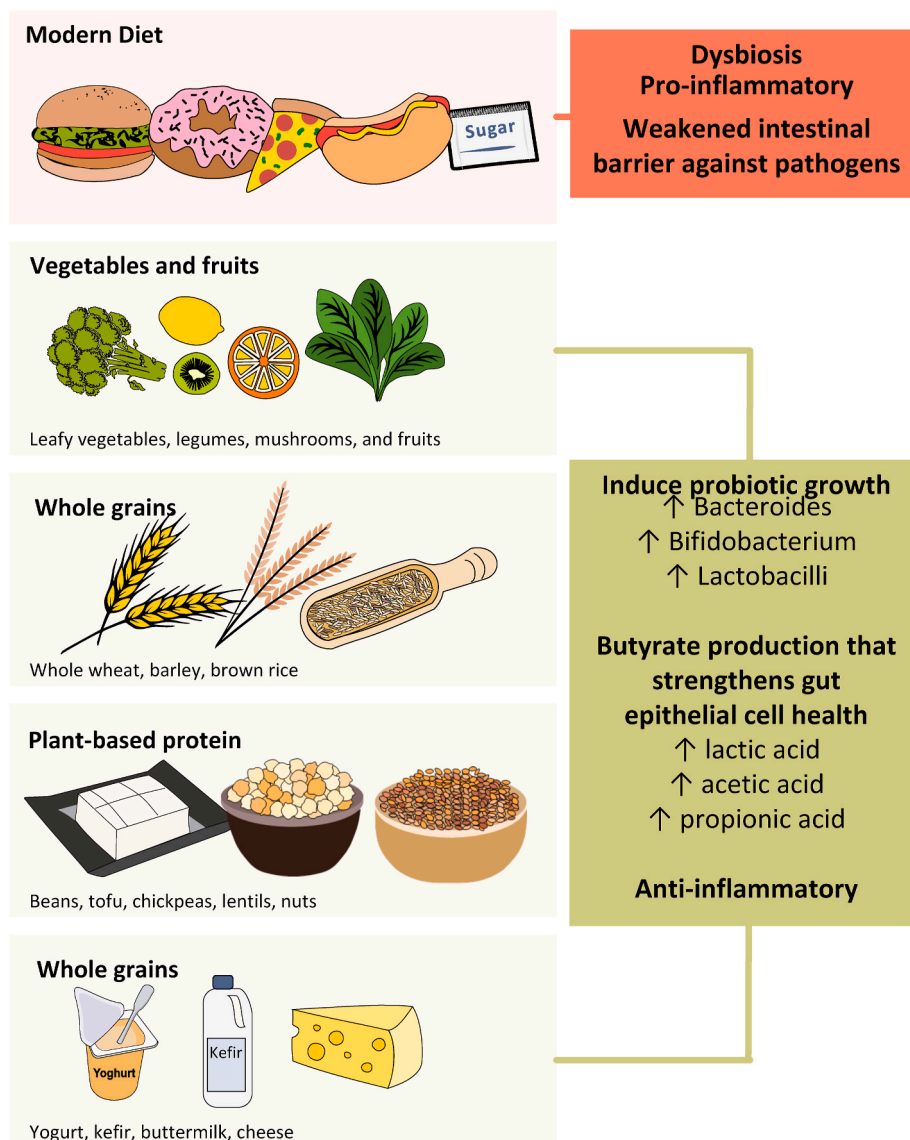 Modern Diet
Sugar
Dysbiosis
Pro-inflammatory
Weakened intestinal
barrier against pathogens
Vegetables and fruits
Leafy vegetables, legumes, mushrooms, and fruits
Whole grains
Whole wheat, barley, brown rice
Plant-based protein
Beans, tofu, chickpeas, lentils, nuts
Whole grains
Yoghurt
Kefir
Yogurt, kefir, buttermilk, cheese
Induce probiotic growth
↑ Bacteroides
↑ Bifidobacterium
↑ Lactobacilli
Butyrate production that
strengthens gut
epithelial cell health
↑ lactic acid
↑ acetic acid
↑ propionic acid
Anti-inflammatory